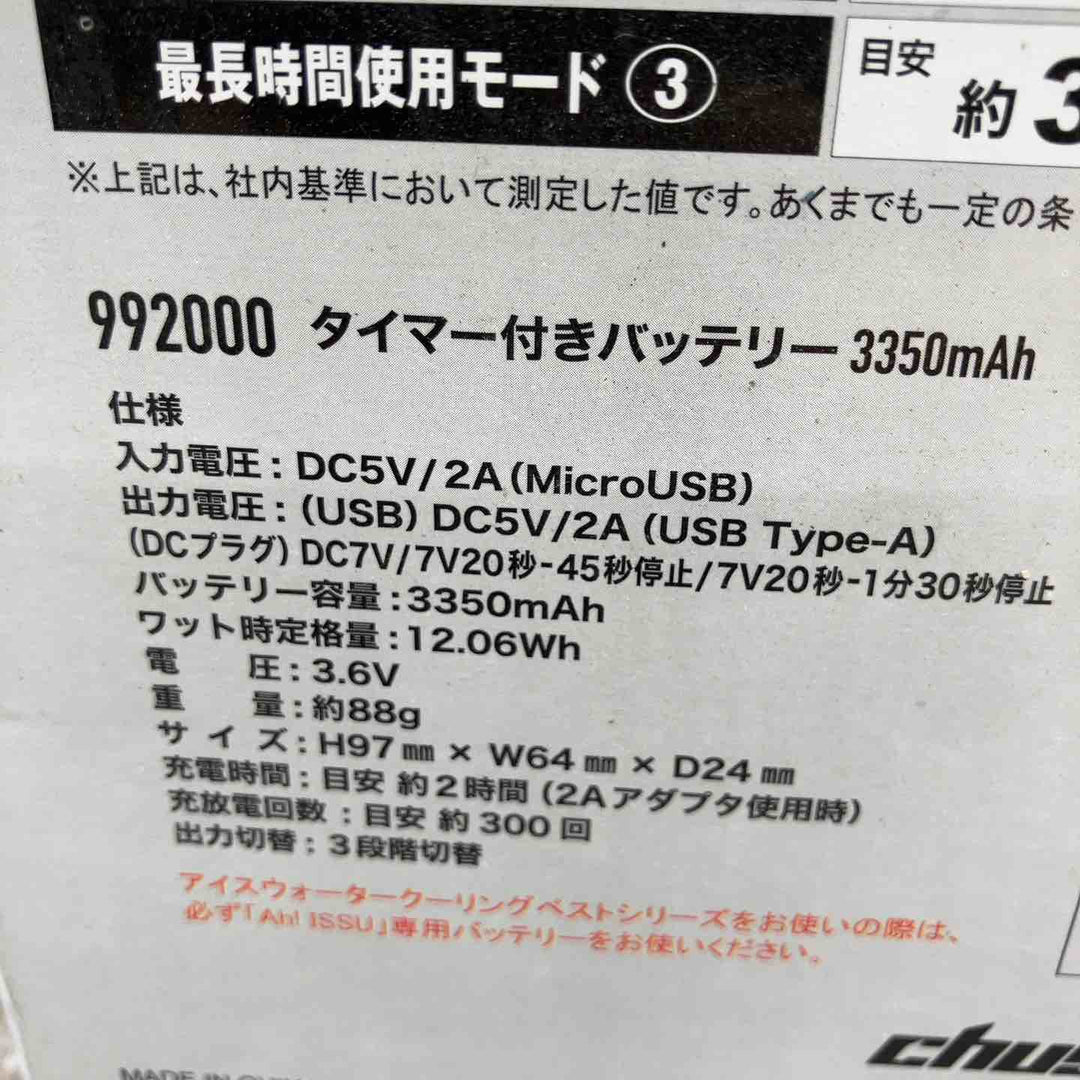 最長時間使用モード③
目安
約3
※上記は、社内基準において測定した値です。あくまでも一定の条
992000 タイマー付きバッテリー 3350mAh
仕様
入力電圧：DC5V/2A（MicroUSB）
出力電圧：（USB）DC5V/2A（USB Type-A）
（DCプラグ）DC7V/7V20秒-45秒停止/7V20秒-1分30秒停止
バッテリー容量：3350mAh
ワット時定格量：12.06Wh
電　圧：3.6V
重　量：約88g
サイズ：H97㎜ × W64㎜ × D24㎜
充電時間：目安 約2時間（2Aアダプタ使用時）
充放電回数：目安 約300回
出力切替：3段階切替
アイスウォータークーリングベストシリーズをお使いの際は、
必ず「Ah! ISSU」専用バッテリーをお使いください。
chus
MADE IN